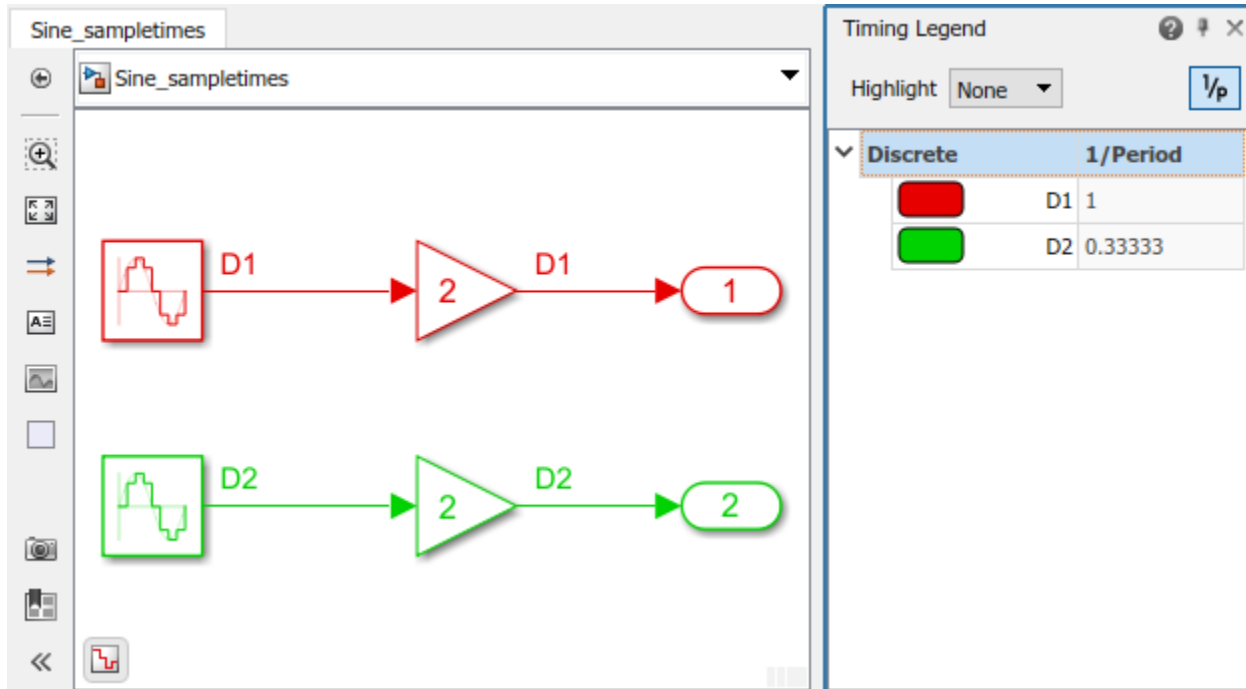 Sine_sampletimes
Sine_sampletimes
D1
2
D1
1
D2
2
D2
2
Timing Legend
Highlight None
1/p
Discrete 1/Period
D1 1
D2 0.33333